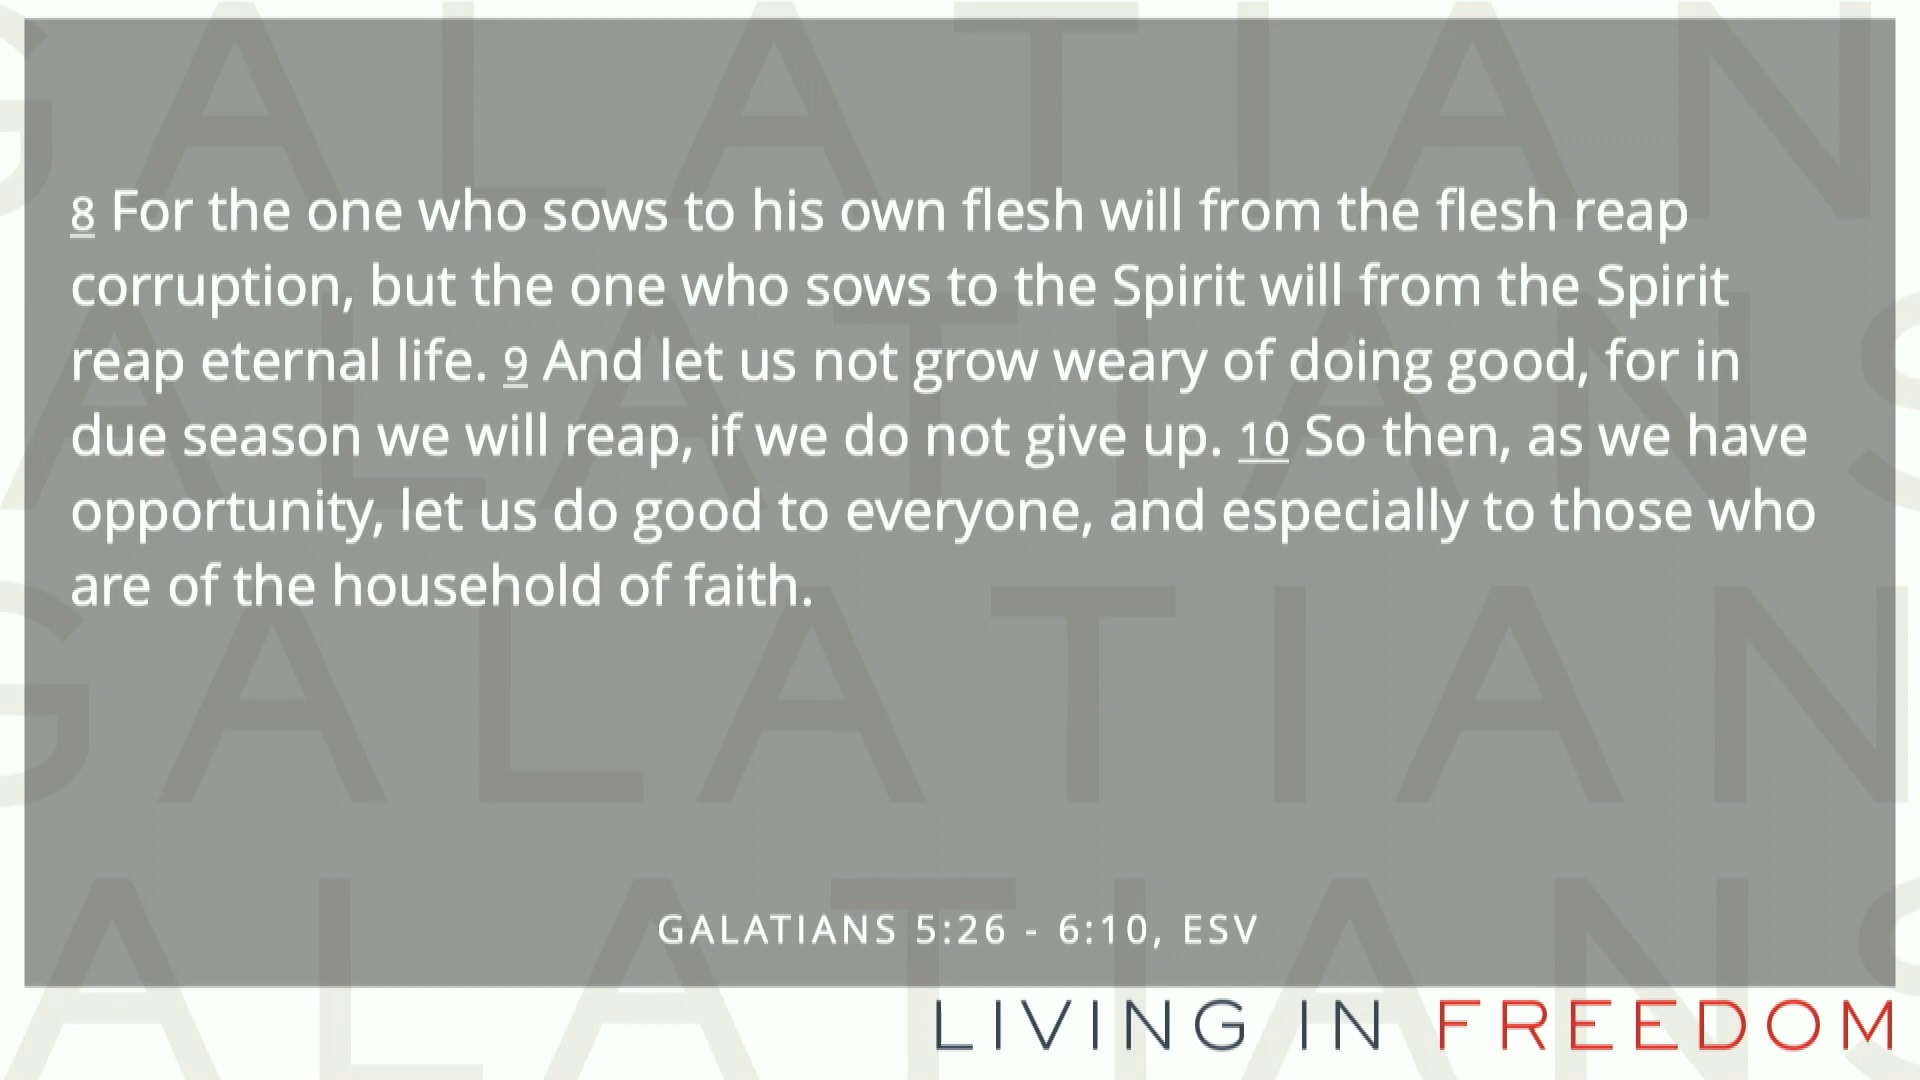 8 For the one who sows to his own flesh will from the flesh reap
corruption, but the one who sows to the Spirit will from the Spirit
reap eternal life. 9 And let us not grow weary of doing good, for in
due season we will reap, if we do not give up. 10 So then, as we have
opportunity, let us do good to everyone, and especially to those who
are of the household of faith.
GALATIANS 5:26 - 6:10, ESV
LIVING IN FREEDOM
GALATIAN
ALATIANS
GALATIAN
ALATIANS